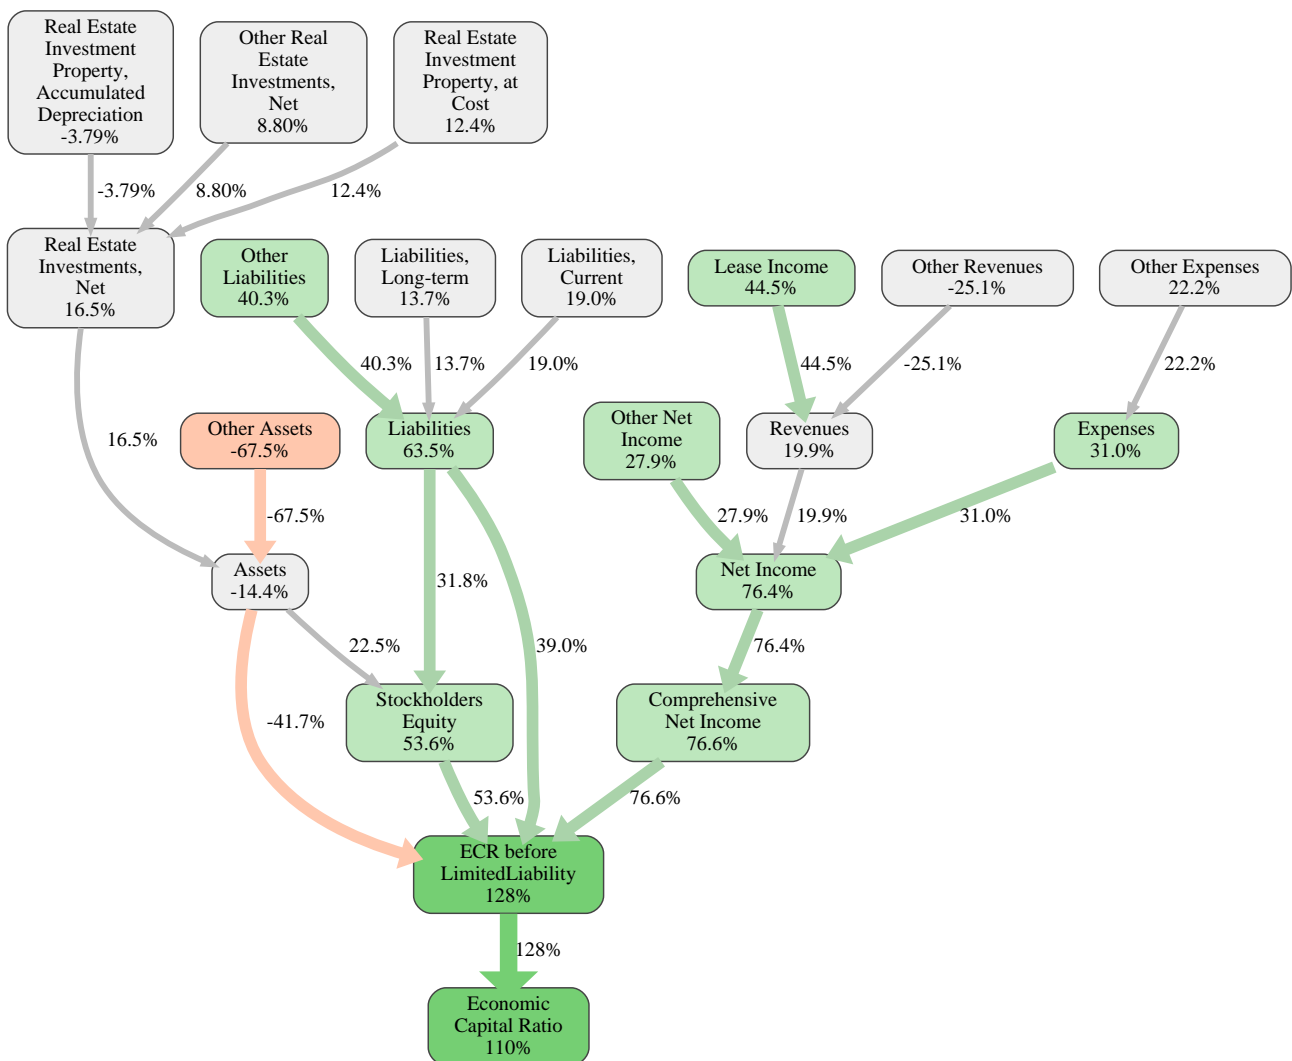 Real Estate
Investment
Property,
Accumulated
Depreciation
-3.79%
Other Real
Estate
Investments,
Net
8.80%
Real Estate
Investment
Property, at
Cost
12.4%
-3.79%
8.80%
12.4%
Real Estate
Investments,
Net
16.5%
Other
Liabilities
40.3%
Liabilities,
Long-term
13.7%
Liabilities,
Current
19.0%
Lease Income
44.5%
Other Revenues
-25.1%
Other Expenses
22.2%
40.3%
13.7%
19.0%
44.5%
-25.1%
22.2%
16.5%
Other Assets
-67.5%
Liabilities
63.5%
Other Net
Income
27.9%
Revenues
19.9%
Expenses
31.0%
-67.5%
27.9%
19.9%
31.0%
Assets
-14.4%
31.8%
Net Income
76.4%
22.5%
39.0%
76.4%
-41.7%
Stockholders
Equity
53.6%
Comprehensive
Net Income
76.6%
53.6%
76.6%
ECR before
LimitedLiability
128%
128%
Economic
Capital Ratio
110%